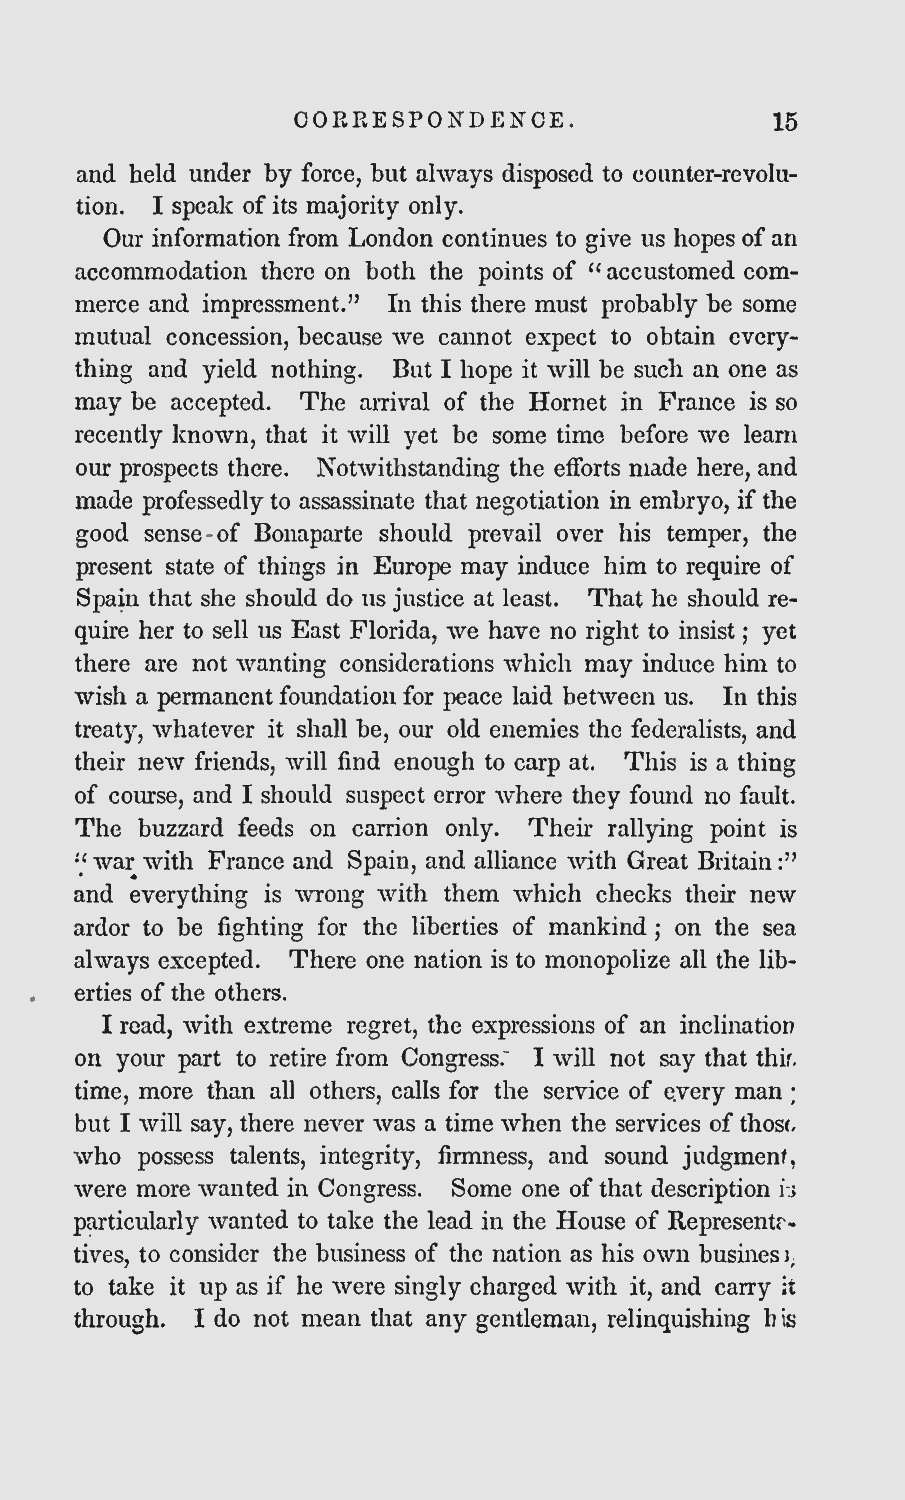 CORRESPONDENCE. 15
and held under by force, but always disposed to counter-revolu-
tion. I speak of its majority only.
Our information from London continues to give us hopes of an
accommodation there on both the points of "accustomed com-
merce and impressment." In this there must probably be some
mutual concession, because we cannot expect to obtain every-
thing and yield nothing. But I hope it will be such an one as
may be accepted. The arrival of the Hornet in France is so
recently known, that it will yet be some time before we learn
our prospects there. Notwithstanding the efforts made here, and
made professedly to assassinate that negotiation in embryo, if the
good sense of Bonaparte should prevail over his temper, the
present state of things in Europe may induce him to require of
Spain that she should do us justice at least. That he should re-
quire her to sell us East Florida, we have no right to insist; yet
there are not wanting considerations which may induce him to
wish a permanent foundation for peace laid between us. In this
treaty, whatever it shall be, our old enemies the federalists, and
their new friends, will find enough to carp at. This is a thing
of course, and I should suspect error where they found no fault.
The buzzard feeds on carrion only. Their rallying point is
"war with France and Spain, and alliance with Great Britain:"
and everything is wrong with them which checks their new
ardor to be fighting for the liberties of mankind; on the sea
always excepted. There one nation is to monopolize all the lib-
erties of the others.
I read, with extreme regret, the expressions of an inclination
on your part to retire from Congress. I will not say that this
time, more than all others, calls for the service of every man;
but I will say, there never was a time when the services of those
who possess talents, integrity, firmness, and sound judgment,
were more wanted in Congress. Some one of that description is
particularly wanted to take the lead in the House of Representa-
tives, to consider the business of the nation as his own business,
to take it up as if he were singly charged with it, and carry it
through. I do not mean that any gentleman, relinquishing his